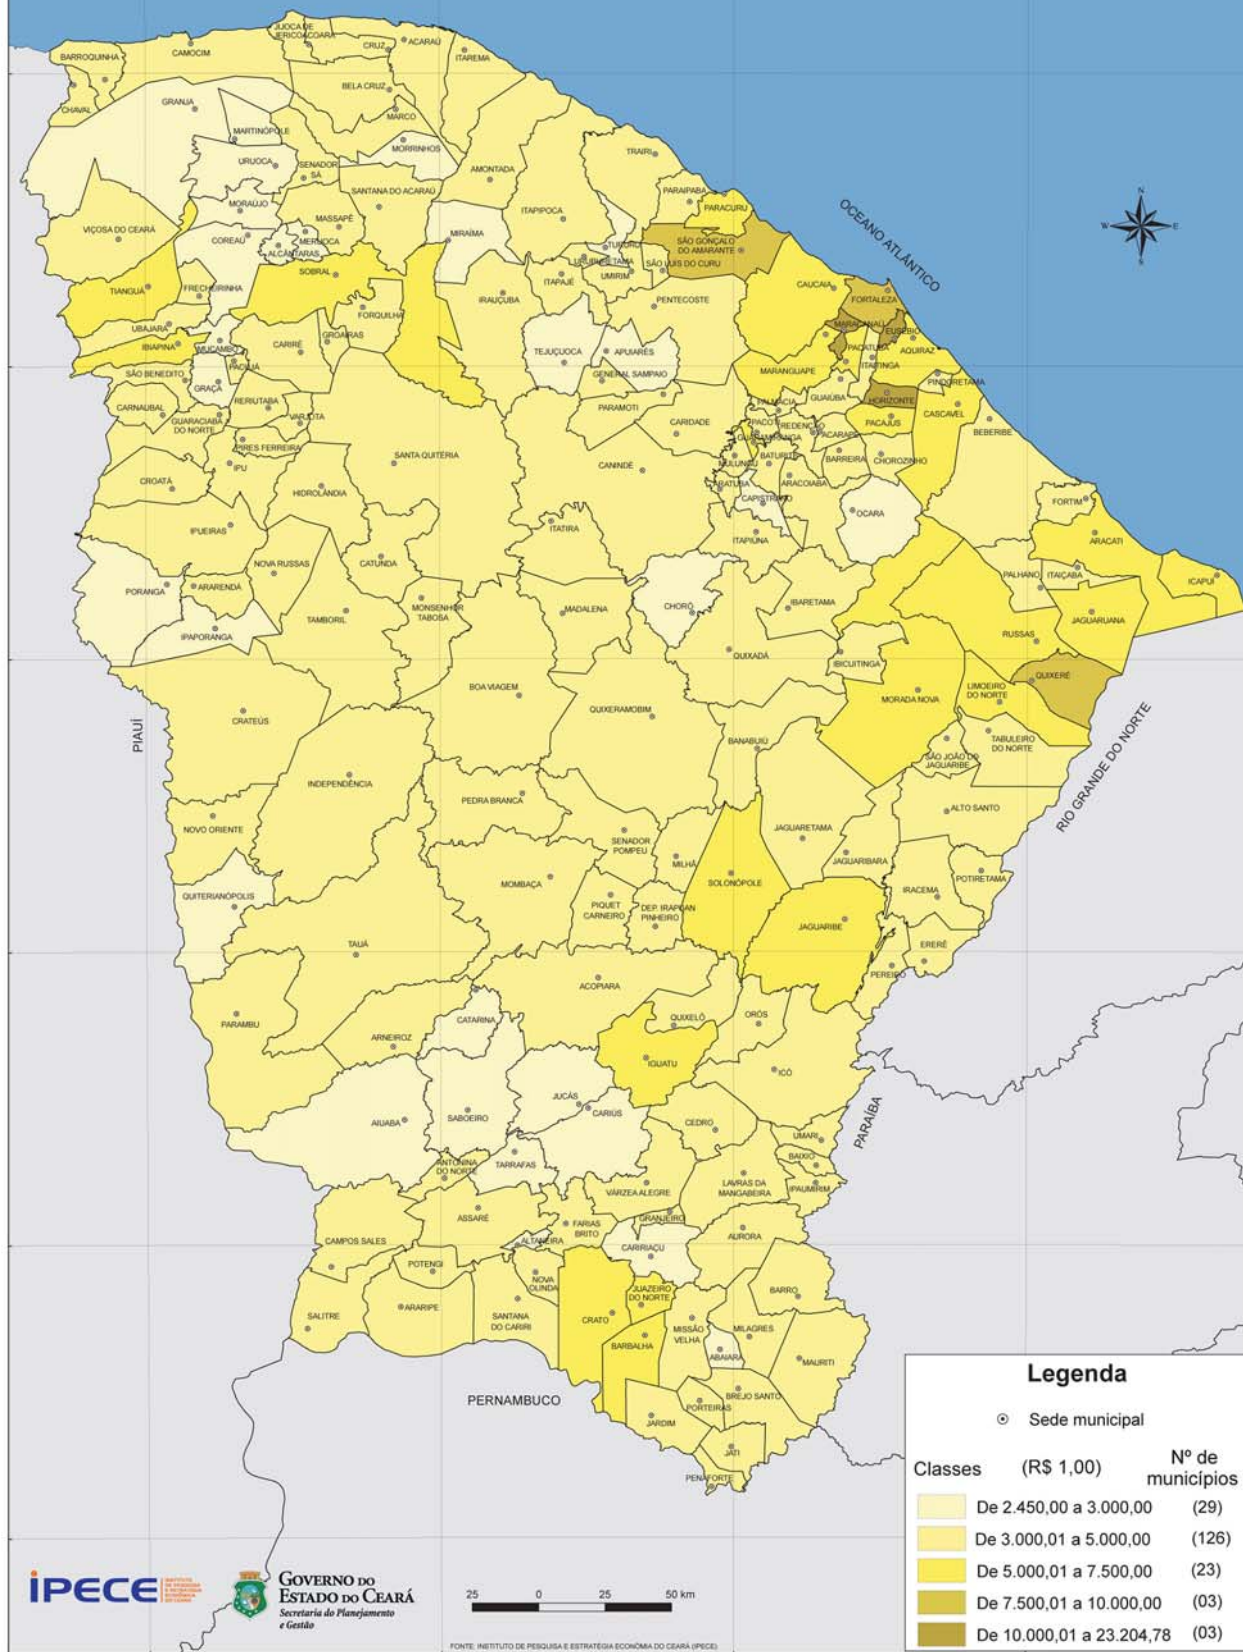 JIJOCA DE
JERICOACOARA
CRUZ
ACARAÚ
BARROQUINHA
CAMOCIM
ITAREMA
CHAVAL
GRANJA
BELA CRUZ
MARCO
MARTINÓPOLE
MORRINHOS
URUOCA
SENADOR
SÁ
TRAIRI
AMONTADA
MORAÚJO
SANTANA DO ACARAÚ
PARAIPABA
PARACURU
ITAPIPOCA
VIÇOSA DO CEARÁ
MASSAPÊ
COREAÚ
MERUOCA
ALCÂNTARAS
MIRAÍMA
TURURU
SÃO GONÇALO
DO AMARANTE
OCEANO ATLÂNTICO
N
W
E
S
SOBRAL
URUBURETAMA
UMIRIM
SÃO LUÍS DO CURU
TIANGUÁ
FRECHEIRINHA
ITAPAJÉ
IRAUÇUBA
PENTECOSTE
CAUCAIA
FORTALEZA
FORQUILHA
UBAJARA
MARACANAÚ
EUSÉBIO
IBIAPINA
MUCAMBO
CARIRÉ
GROAÍRAS
TEJUÇUOCA
APUIARÉS
PACATUBA
AQUIRAZ
ITAITINGA
SÃO BENEDITO
PACUJÁ
GRAÇA
GENERAL SAMPAIO
MARANGUAPE
PINDORETAMA
CARNAUBAL
RERIUTABA
PARAMOTI
GUAIÚBA
HORIZONTE
PALMÁCIA
GUARACIABA
DO NORTE
VARJOTA
CARIDADE
PACOTI
REDENÇÃO
ACARAPE
PACAJUS
CASCAVEL
BEBERIBE
PIRES FERREIRA
GUARAMIRANGA
IPU
SANTA QUITÉRIA
CANINDÉ
MULUNGU
BATURITÉ
BARREIRA
CHOROZINHO
CROATÁ
HIDROLÂNDIA
ARATUBA
ARACOIABA
CAPISTRANO
OCARA
FORTIM
IPUEIRAS
ITATIRA
ITAPIÚNA
ARACATI
NOVA RUSSAS
CATUNDA
PORANGA
ARARENDÁ
PALHANO
ITAIÇABA
ICAPUÍ
MONSENHOR
TABOSA
MADALENA
CHORÓ
IBARETAMA
TAMBORIL
JAGUARUANA
IPAPORANGA
RUSSAS
QUIXADÁ
IBICUITINGA
QUIXERÉ
BOA VIAGEM
LIMOEIRO
DO NORTE
MORADA NOVA
QUIXERAMOBIM
CRATEÚS
PIAUÍ
BANABUIÚ
TABULEIRO
DO NORTE
SÃO JOÃO DO
JAGUARIBE
RIO GRANDE DO NORTE
INDEPENDÊNCIA
PEDRA BRANCA
ALTO SANTO
NOVO ORIENTE
SENADOR
POMPEU
JAGUARETAMA
MILHÃ
JAGUARIBARA
POTIRETAMA
SOLONÓPOLE
MOMBAÇA
IRACEMA
QUITERIANÓPOLIS
PIQUET
CARNEIRO
DEP. IRAPUAN
PINHEIRO
JAGUARIBE
TAUÁ
ERERÊ
PEREIRO
ACOPIARA
PARAMBU
CATARINA
QUIXELÔ
ORÓS
ARNEIROZ
IGUATU
ICÓ
JUCÁS
CARIÚS
AIUABA
SABOEIRO
CEDRO
PARAÍBA
UMARI
BAIXIO
ANTONINA
DO NORTE
TARRAFAS
IPAUMIRIM
LAVRAS DA
MANGABEIRA
VÁRZEA ALEGRE
ASSARÉ
GRANJEIRO
FARIAS
BRITO
AURORA
CAMPOS SALES
ALTANEIRA
CARIRIAÇU
POTENGI
NOVA
OLINDA
JUAZEIRO
DO NORTE
BARRO
ARARIPE
SALITRE
SANTANA
DO CARIRI
CRATO
MISSÃO
VELHA
MILAGRES
BARBALHA
ABAIARA
MAURITI
PERNAMBUCO
BREJO SANTO
PORTEIRAS
JARDIM
JATI
PENAFORTE
Legenda
Sede municipal
Classes (R$ 1,00) Nº de
municípios
De 2.450,00 a 3.000,00 (29)
De 3.000,01 a 5.000,00 (126)
De 5.000,01 a 7.500,00 (23)
De 7.500,01 a 10.000,00 (03)
De 10.000,01 a 23.204,78 (03)
IPECE
GOVERNO DO
ESTADO DO CEARÁ
Secretaria do Planejamento
e Gestão
25 0 25 50 km
FONTE: INSTITUTO DE PESQUISA E ESTRATÉGIA ECONÔMIA DO CEARÁ (IPECE)